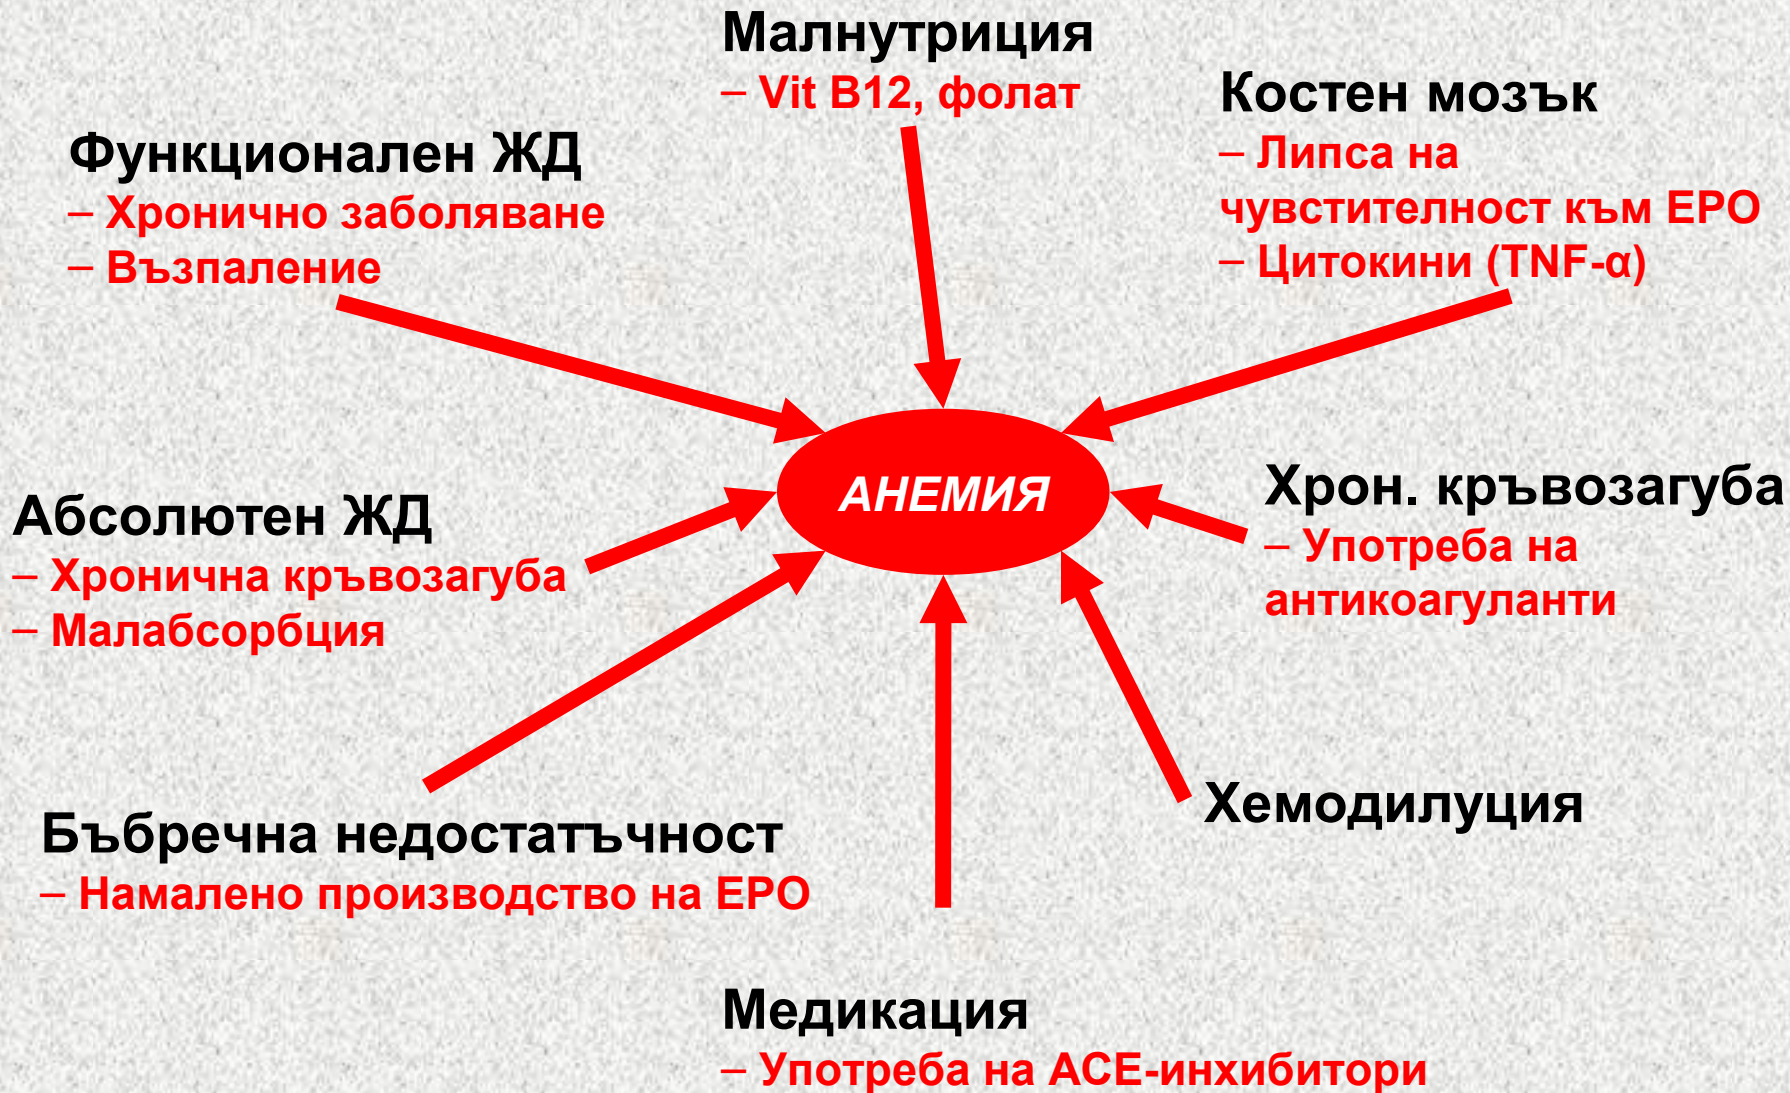 Малнутриция
– Vit B12, фолат
Костен мозък
– Липса на
чувстителност към ЕРО
– Цитокини (TNF-α)
Функционален ЖД
– Хронично заболяване
– Възпаление
АНЕМИЯ
Абсолютен ЖД
– Хронична кръвозагуба
– Малабсорбция
Хрон. кръвозагуба
– Употреба на
антикоагуланти
Бъбречна недостатъчност
– Намалено производство на ЕРО
Хемодилуция
Медикация
– Употреба на АСЕ-инхибитори